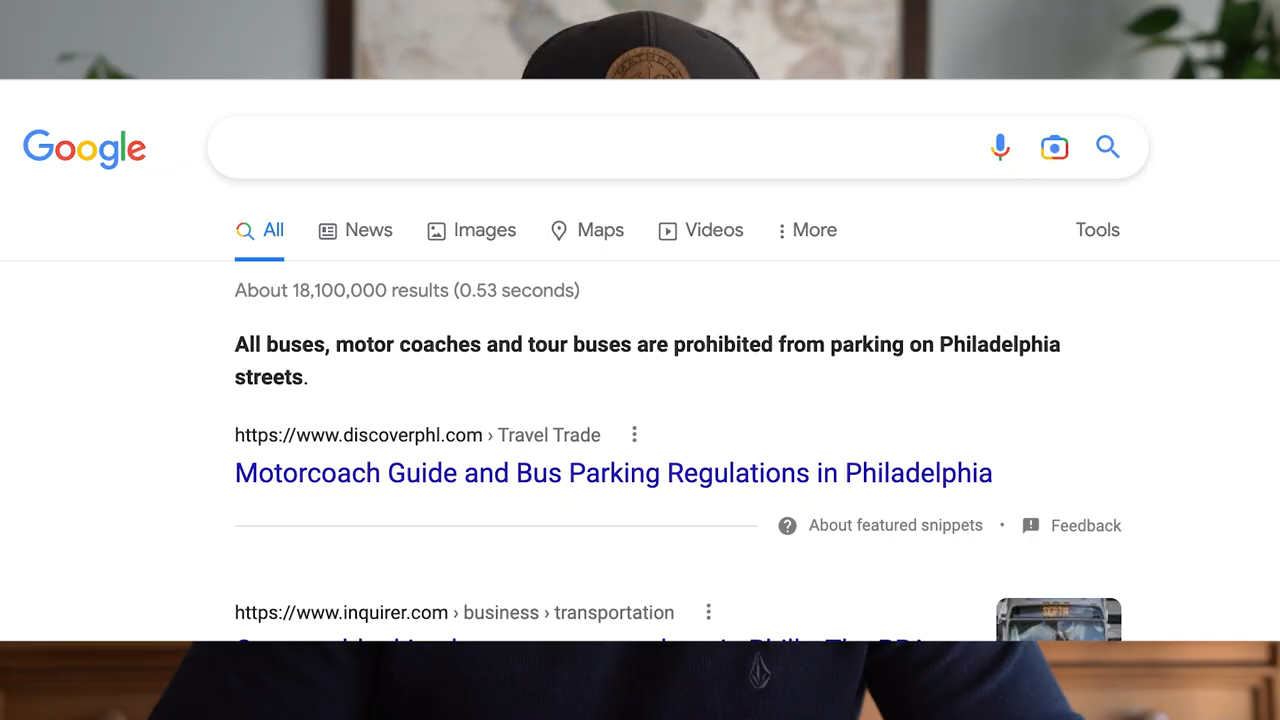 Google
All
News
Images
Maps
Videos
More
Tools
About 18,100,000 results (0.53 seconds)
All buses, motor coaches and tour buses are prohibited from parking on Philadelphia
streets.
https://www.discoverphl.com › Travel Trade
Motorcoach Guide and Bus Parking Regulations in Philadelphia
About featured snippets • Feedback
https://www.inquirer.com › business › transportation
SEPTA